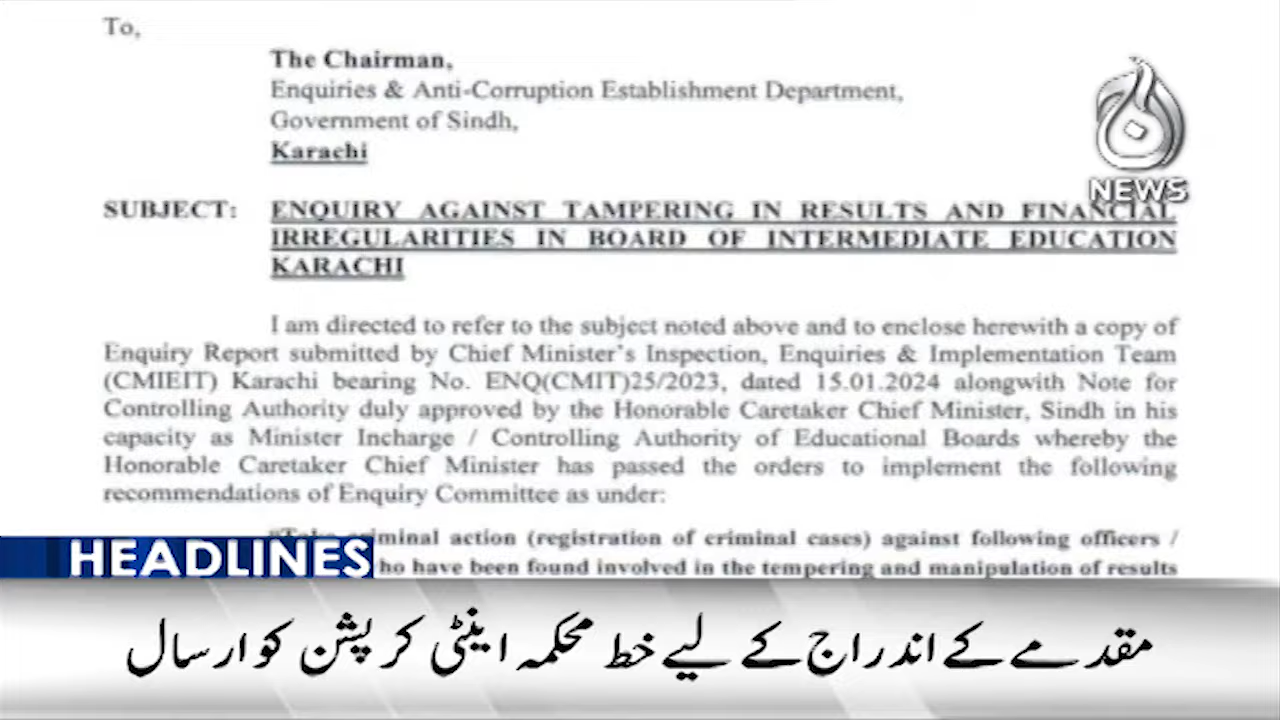 To,
The Chairman,
Enquiries & Anti-Corruption Establishment Department,
Government of Sindh,
Karachi
NEWS
SUBJECT: ENQUIRY AGAINST TAMPERING IN RESULTS AND FINANCIAL
IRREGULARITIES IN BOARD OF INTERMEDIATE EDUCATION
KARACHI
I am directed to refer to the subject noted above and to enclose herewith a copy of
Enquiry Report submitted by Chief Minister's Inspection, Enquiries & Implementation Team
(CMIEIT) Karachi bearing No. ENQ(CMIT)25/2023, dated 15.01.2024 alongwith Note for
Controlling Authority duly approved by the Honorable Caretaker Chief Minister, Sindh in his
capacity as Minister Incharge / Controlling Authority of Educational Boards whereby the
Honorable Caretaker Chief Minister has passed the orders to implement the following
recommendations of Enquiry Committee as under:
action (registration of criminal cases) against following officers /
have been found involved in the tempering and manipulation of results
HEADLINES
مقدمے کے اندراج کے لیے خط محکمہ اینٹی کرپشن کو ارسال